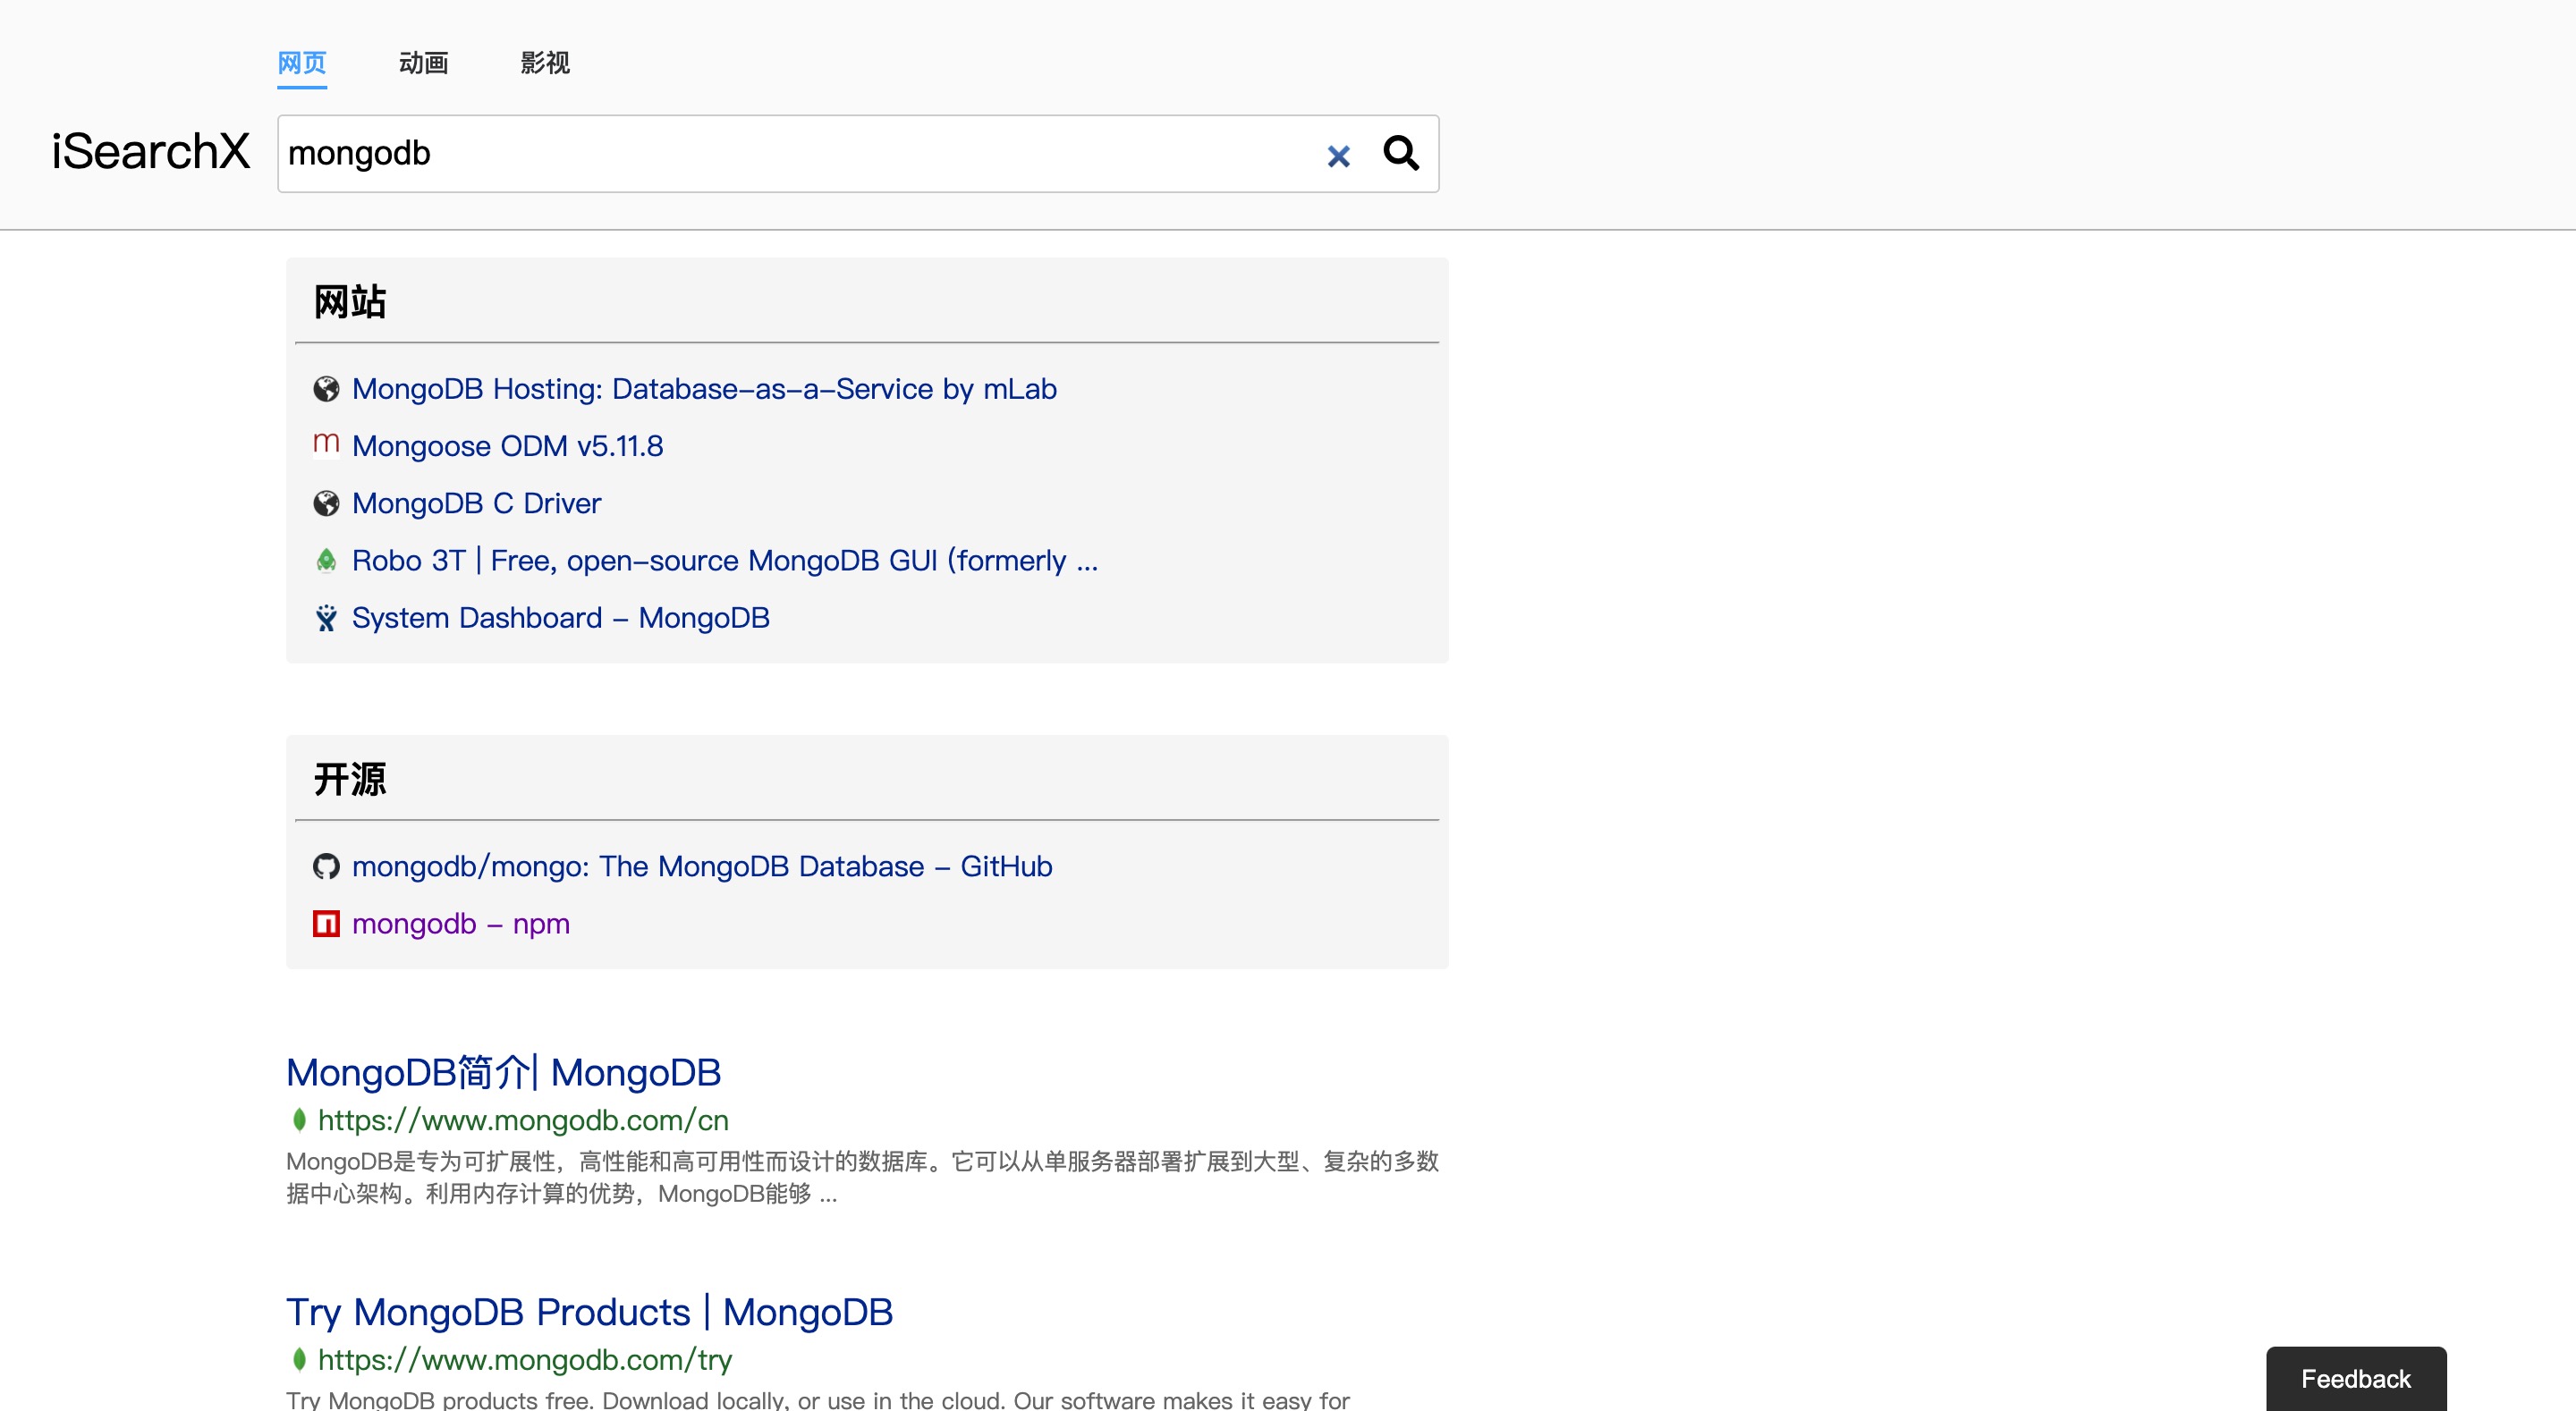 网页 动画 影视
iSearchX mongodb
网站
MongoDB Hosting: Database-as-a-Service by mLab
Mongoose ODM v5.11.8
MongoDB C Driver
Robo 3T | Free, open-source MongoDB GUI (formerly ...
System Dashboard - MongoDB
开源
mongodb/mongo: The MongoDB Database - GitHub
mongodb - npm
MongoDB简介| MongoDB
https://www.mongodb.com/cn
MongoDB是专为可扩展性，高性能和高可用性而设计的数据库。它可以从单服务器部署扩展到大型、复杂的多数
据中心架构。利用内存计算的优势，MongoDB能够 ...
Try MongoDB Products | MongoDB
https://www.mongodb.com/try
Try MongoDB products free. Download locally, or use in the cloud. Our software makes it easy for
Feedback